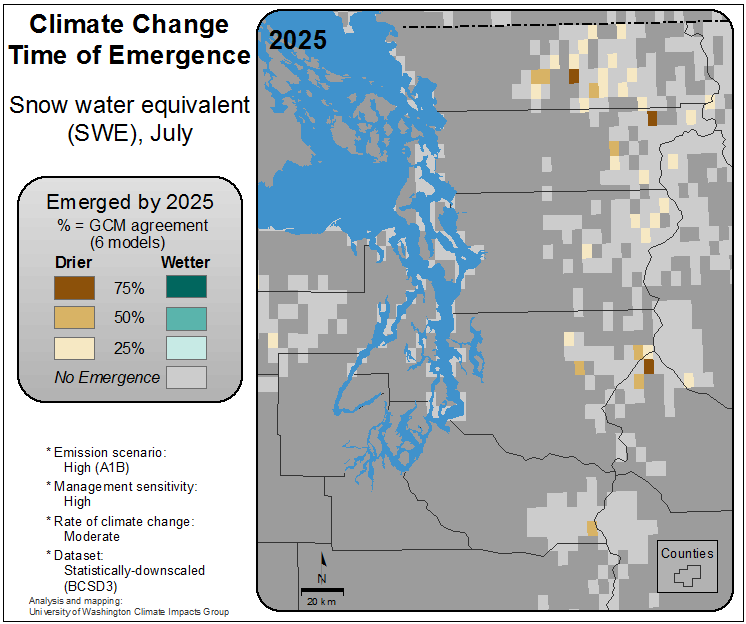 Climate Change
Time of Emergence
Snow water equivalent
(SWE), July
Emerged by 2025
% = GCM agreement
(6 models)
Drier Wetter
75%
50%
25%
No Emergence
* Emission scenario:
High (A1B)
* Management sensitivity:
High
* Rate of climate change:
Moderate
* Dataset:
Statistically-downscaled
(BCSD3)
Analysis and mapping:
University of Washington Climate Impacts Group
2025
N
20 km
Counties